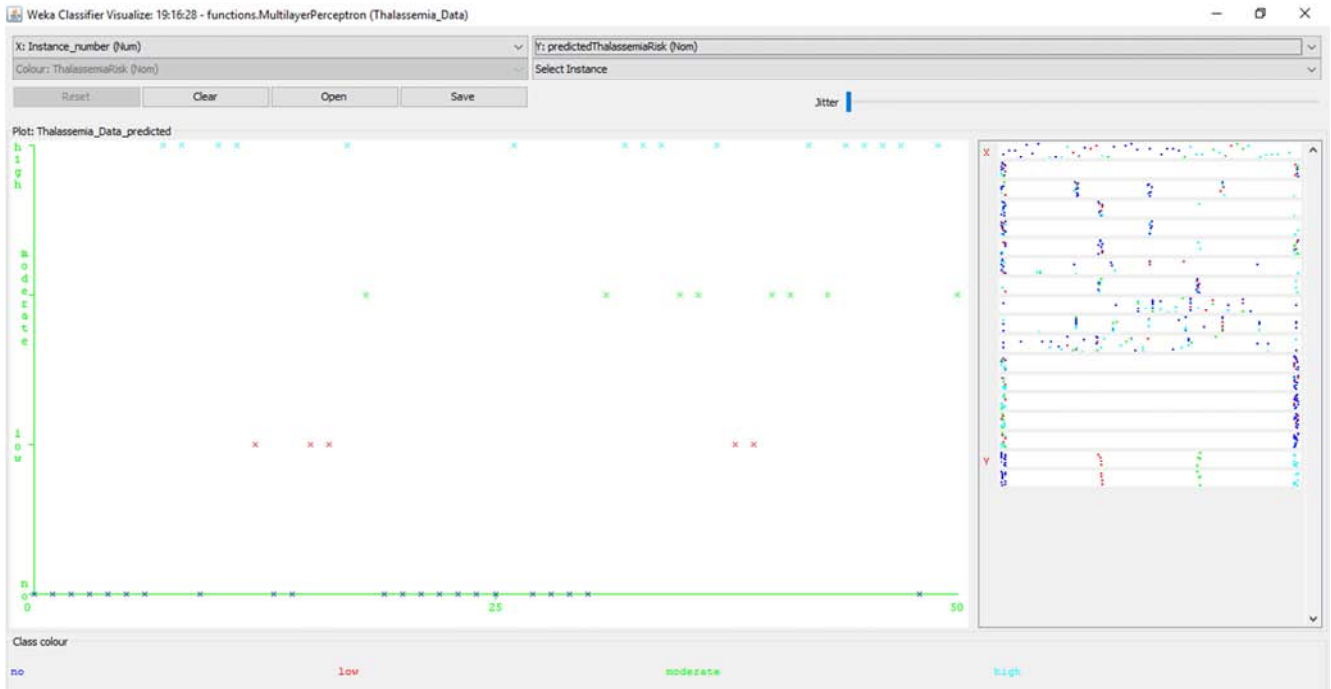 Weka Classifier Visualize: 19:16:28 - functions.MultilayerPerceptron (Thalassemia_Data)
X: Instance_number (Num)
Y: predictedThalassemiaRisk (Nom)
Colour: ThalassemiaRisk (Nom)
Select Instance
Reset
Clear
Open
Save
Jitter
Plot: Thalassemia_Data_predicted
high
moderate
low
no
0
25
50
X
Y
Class colour
no
low
moderate
high